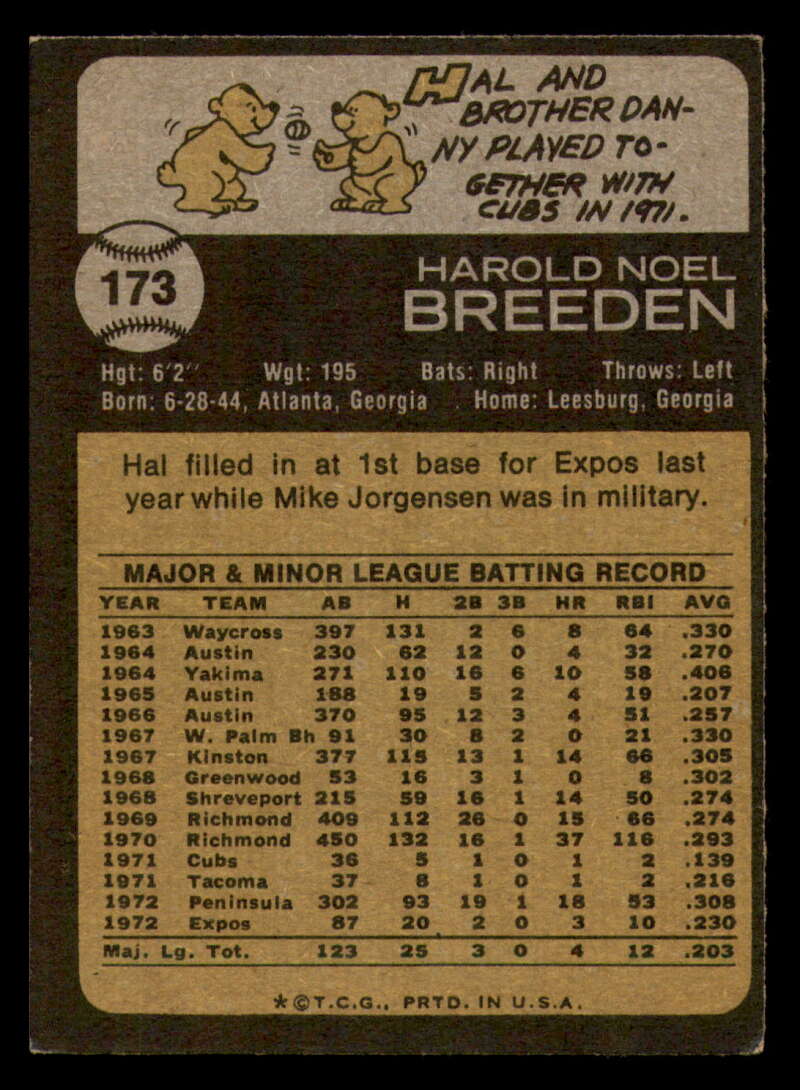 HAL AND
BROTHER DAN-
NY PLAYED TO-
GETHER WITH
CUBS IN 1971.
173
HAROLD NOEL
BREEDEN
Hgt: 6'2" Wgt: 195 Bats: Right Throws: Left
Born: 6-28-44, Atlanta, Georgia Home: Leesburg, Georgia
Hal filled in at 1st base for Expos last
year while Mike Jorgensen was in military.
MAJOR & MINOR LEAGUE BATTING RECORD
YEAR TEAM AB H 2B 3B HR RBI AVG
1963 Waycross 397 131 2 6 8 64 .330
1964 Austin 230 62 12 0 4 32 .270
1964 Yakima 271 110 16 6 10 58 .406
1965 Austin 188 19 5 2 4 19 .207
1966 Austin 370 95 12 3 4 51 .257
1967 W. Palm Bh 91 30 8 2 0 21 .330
1967 Kinston 377 115 13 1 14 66 .305
1968 Greenwood 53 16 3 1 0 8 .302
1968 Shreveport 215 59 16 1 14 50 .274
1969 Richmond 409 112 26 0 15 66 .274
1970 Richmond 450 132 16 1 37 116 .293
1971 Cubs 36 5 1 0 1 2 .139
1971 Tacoma 37 8 1 0 1 2 .216
1972 Peninsula 302 93 19 1 18 53 .308
1972 Expos 87 20 2 0 3 10 .230
Maj. Lg. Tot. 123 25 3 0 4 12 .203
*©T.C.G., PRTD. IN U.S.A.